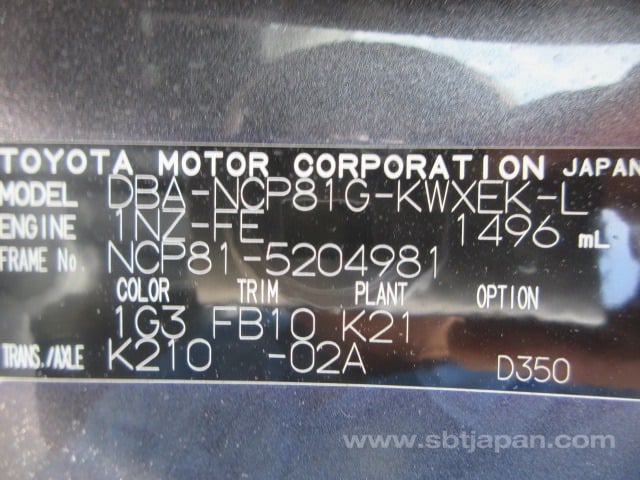 TOYOTA MOTOR CORPORATION JAPAN
MODEL DBA-NCP81G-KWXEK-L
ENGINE 1NZ-FE 1496 mL
FRAME No. NCP81-5204981
COLOR TRIM PLANT OPTION
1G3 FB10 K21
TRANS./AXLE K210 -02A D350
www.sbtjapan.com